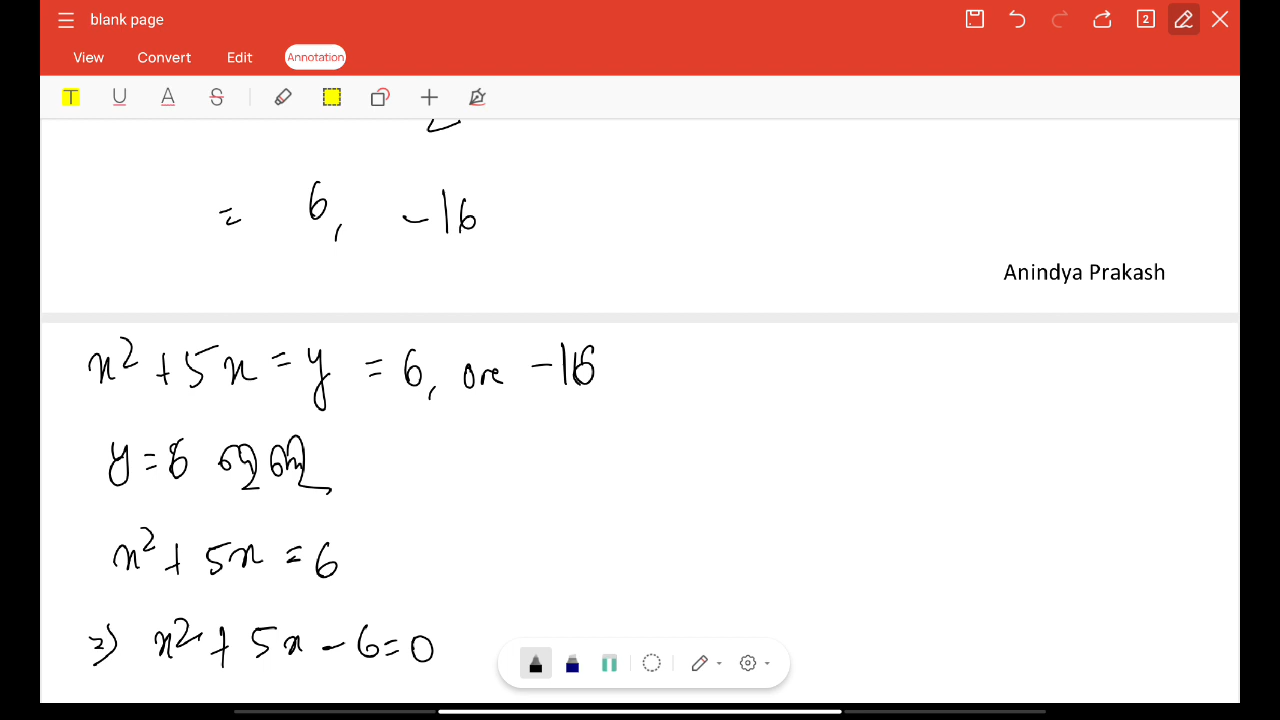 blank page
2
View Convert Edit Annotation
T U A S
= 6, -16
Anindya Prakash
x² + 5x = y = 6, or -16
y = 6 ହେଲେ
x² + 5x = 6
⇒ x² + 5x - 6 = 0